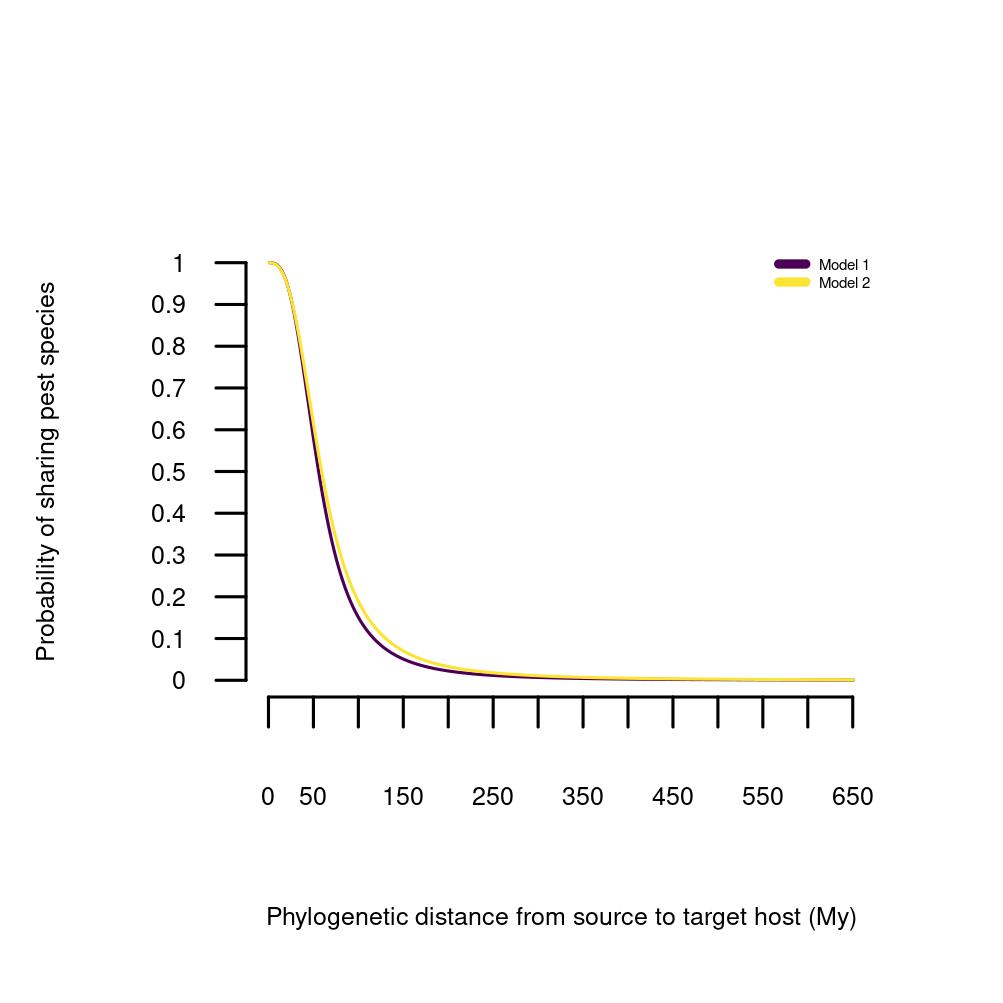 1
0.9
0.8
0.7
0.6
0.5
0.4
0.3
0.2
0.1
0
Probability of sharing pest species
Model 1
Model 2
0 50 150 250 350 450 550 650
Phylogenetic distance from source to target host (My)